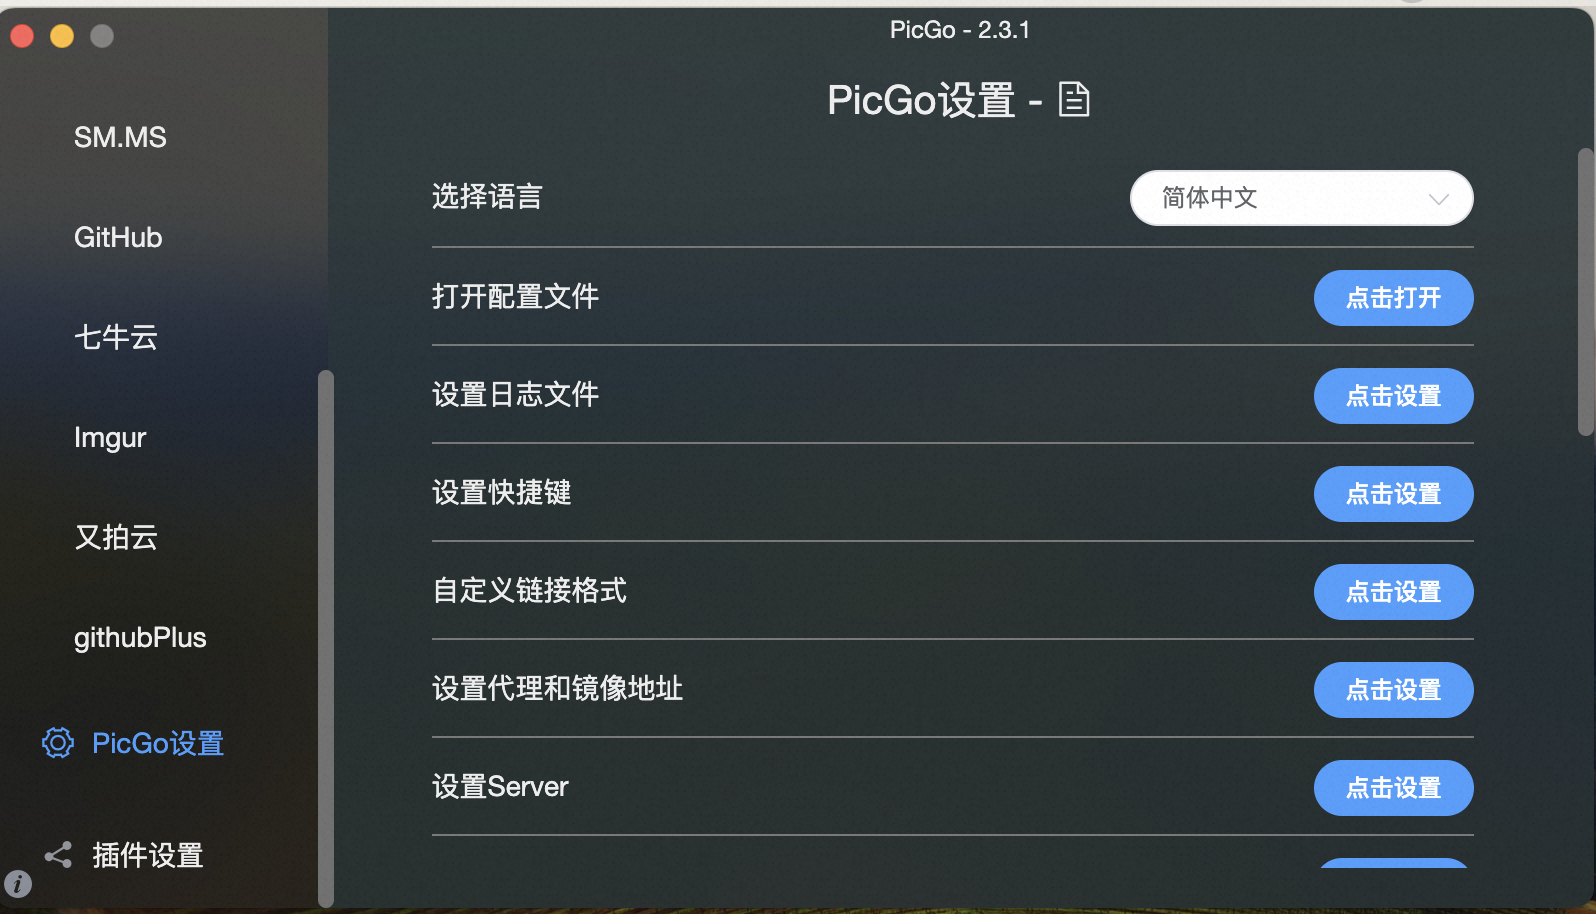 PicGo - 2.3.1
SM.MS
GitHub
七牛云
Imgur
又拍云
githubPlus
PicGo设置
插件设置
PicGo设置 -
选择语言
简体中文
打开配置文件
点击打开
设置日志文件
点击设置
设置快捷键
点击设置
自定义链接格式
点击设置
设置代理和镜像地址
点击设置
设置Server
点击设置